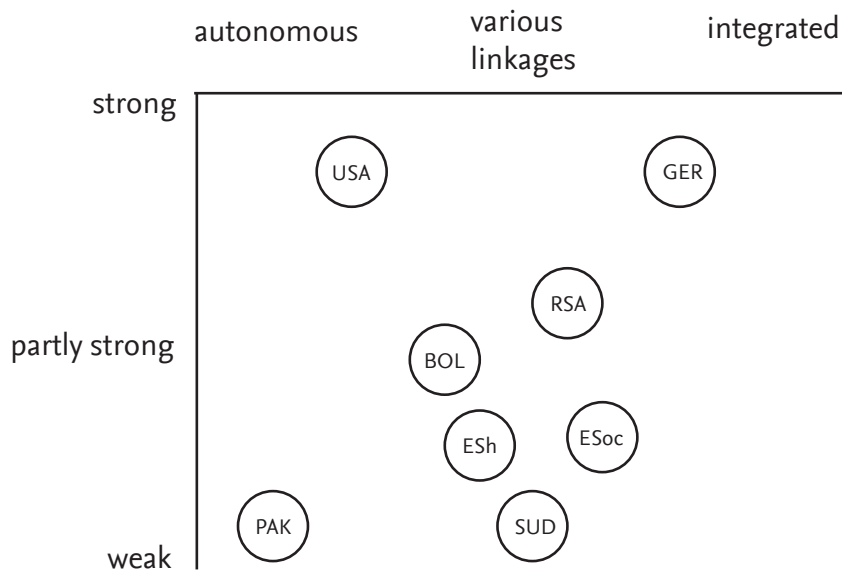 autonomous
various
linkages
integrated
strong
USA
GER
RSA
partly strong
BOL
ESoc
ESh
PAK
SUD
weak